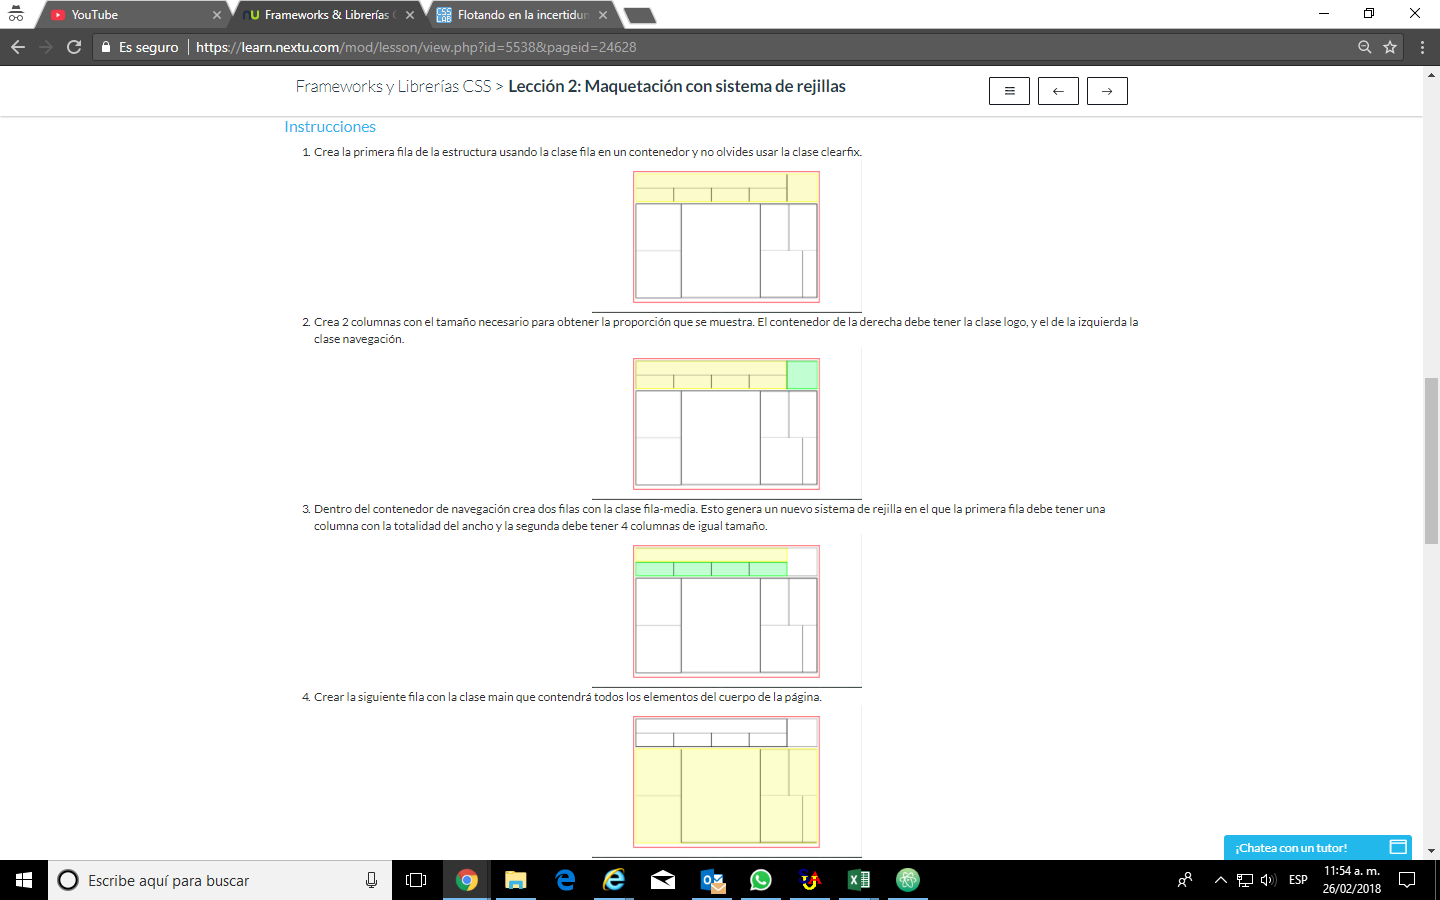 YouTube
Frameworks & Librerías C
Flotando en la incertidum
Es seguro
https://learn.nextu.com/mod/lesson/view.php?id=5538&pageid=24628
Frameworks y Librerías CSS > Lección 2: Maquetación con sistema de rejillas
Instrucciones
1. Crea la primera fila de la estructura usando la clase fila en un contenedor y no olvides usar la clase clearfix.
2. Crea 2 columnas con el tamaño necesario para obtener la proporción que se muestra. El contenedor de la derecha debe tener la clase logo, y el de la izquierda la
clase navegación.
3. Dentro del contenedor de navegación crea dos filas con la clase fila-media. Esto genera un nuevo sistema de rejilla en el que la primera fila debe tener una
columna con la totalidad del ancho y la segunda debe tener 4 columnas de igual tamaño.
4. Crear la siguiente fila con la clase main que contendrá todos los elementos del cuerpo de la página.
¡Chatea con un tutor!
Escribe aquí para buscar
ESP
11:54 a. m.
26/02/2018